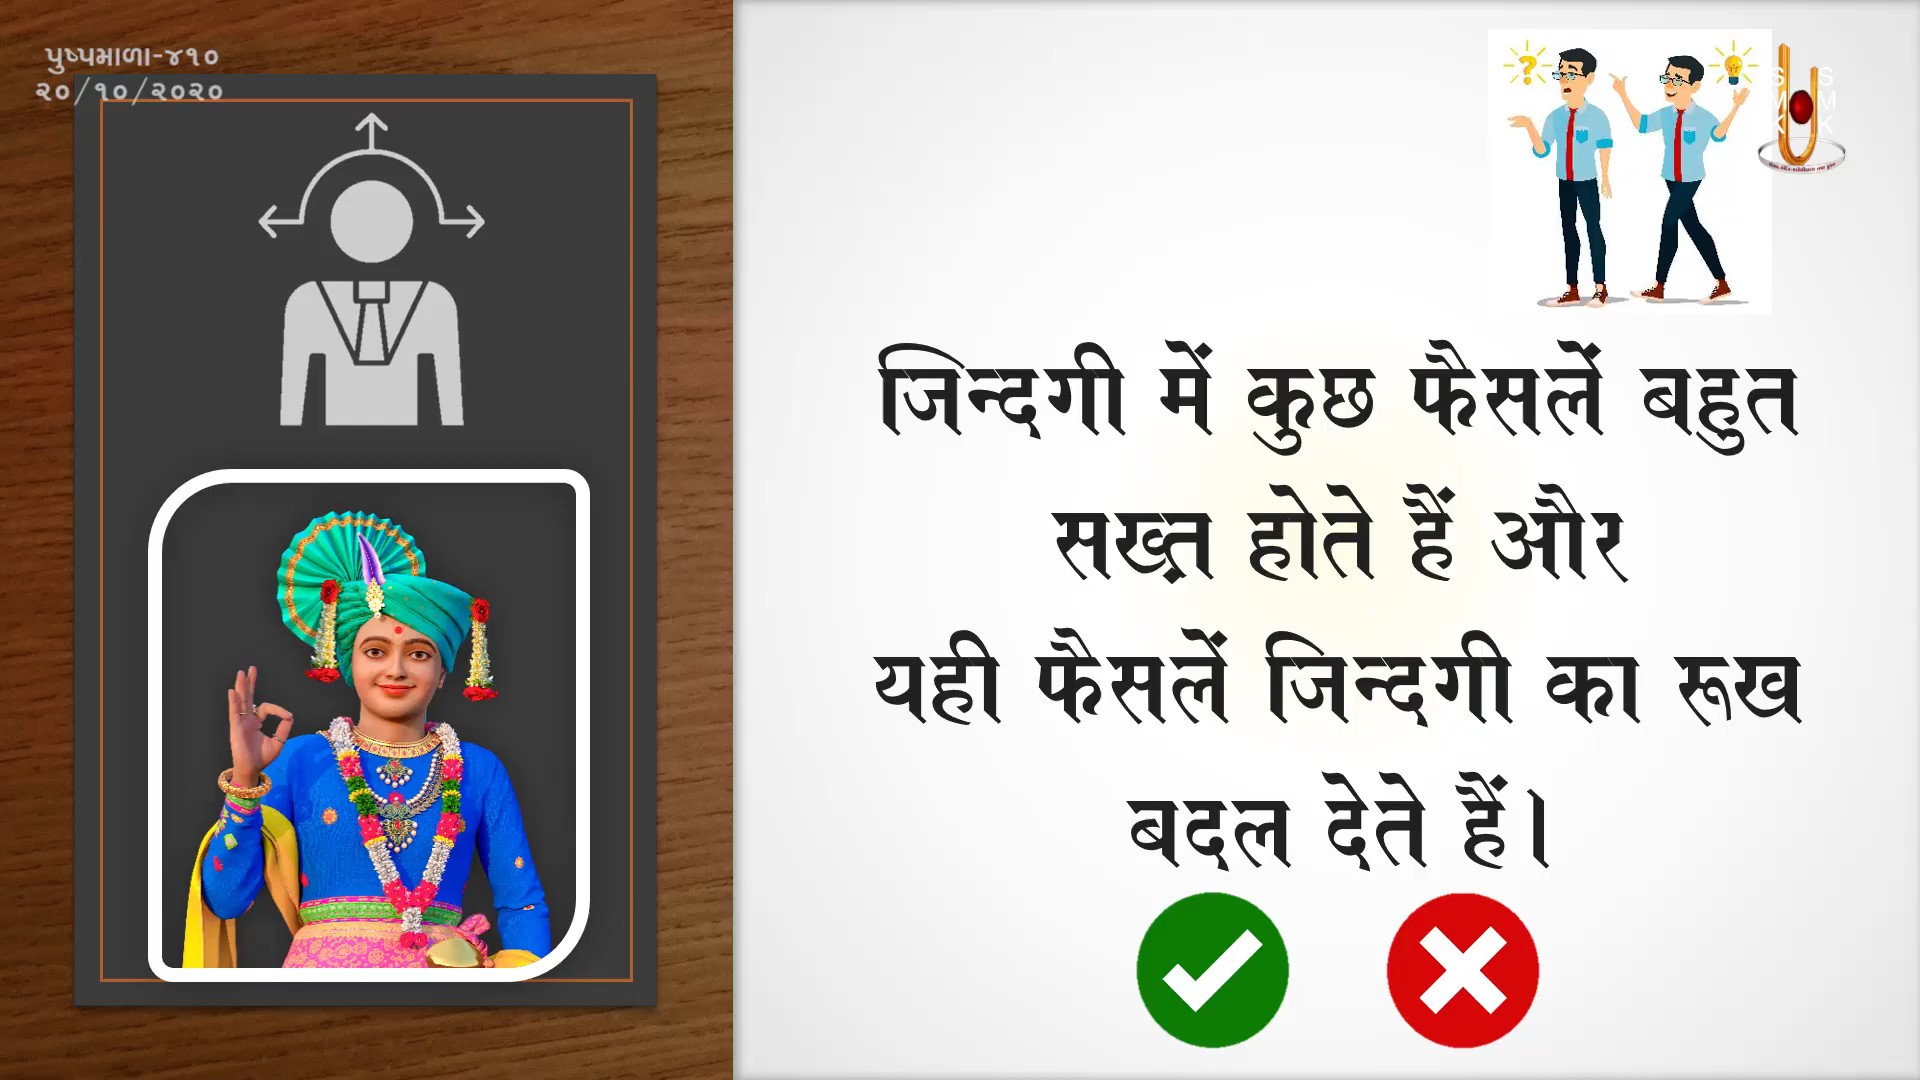 પુષ્પમાળા-૪૧૦
૨૦/૧૦/૨૦૨૦
?
S S
M M
K K
जिन्दगी में कुछ फैसलें बहुत
सख़्त होते हैं और
यही फैसलें जिन्दगी का रूख
बदल देते हैं।